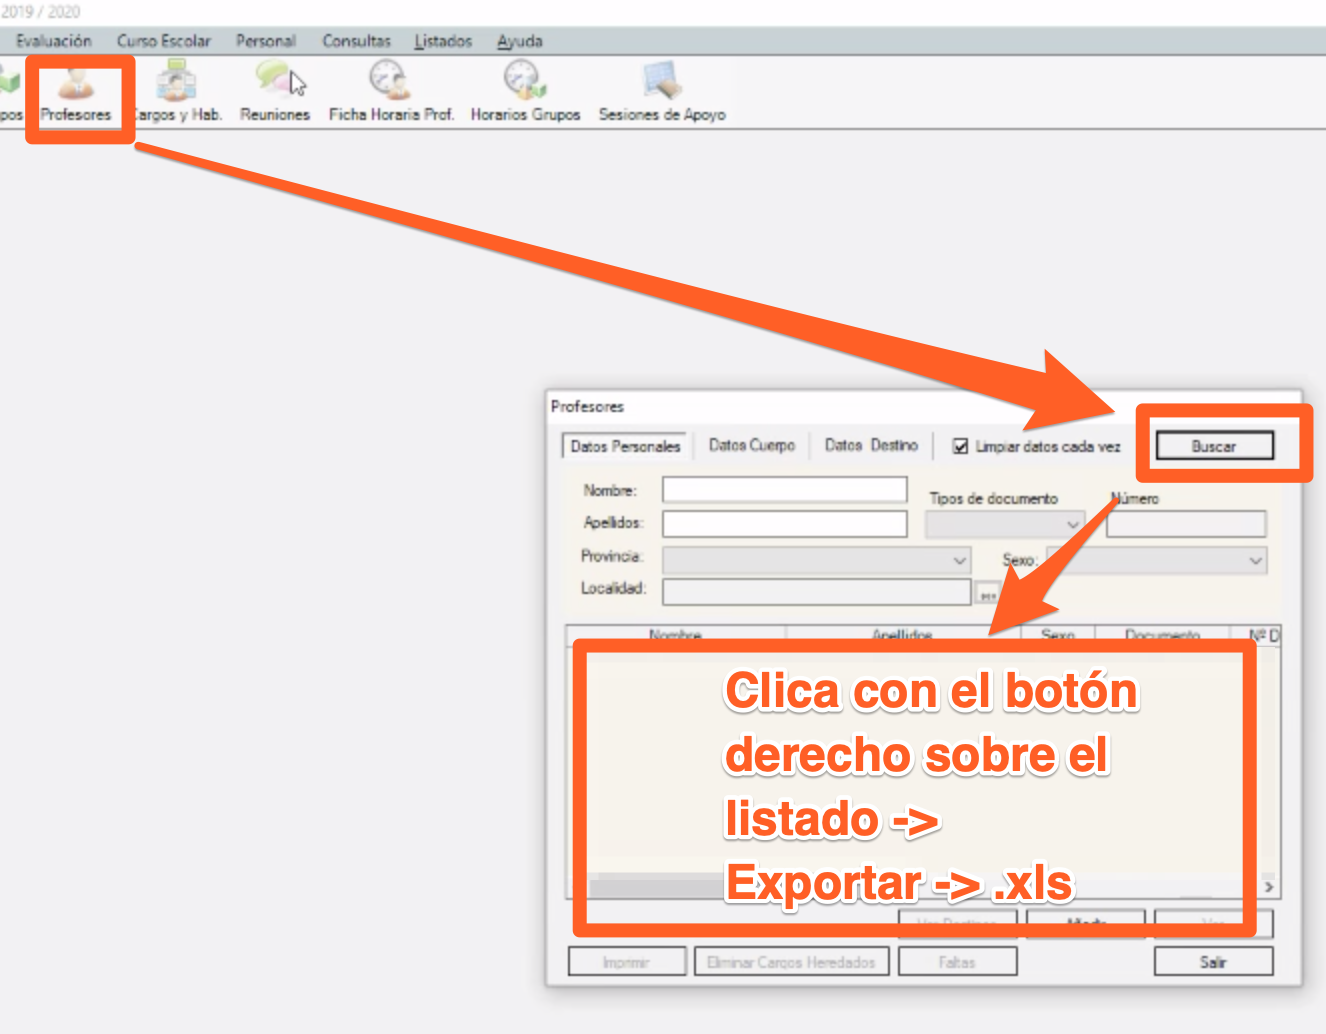 2019 / 2020
Evaluación Curso Escolar Personal Consultas Listados Ayuda
pos Profesores Cargos y Hab. Reuniones Ficha Horaria Prof. Horarios Grupos Sesiones de Apoyo
Profesores
Datos Personales Datos Cuerpo Datos Destino Limpiar datos cada vez Buscar
Nombre: Tipos de documento Número
Apellidos:
Provincia: Sexo:
Localidad: ...
Nombre Apellidos Sexo Documento Nº D
Clica con el botón
derecho sobre el
listado ->
Exportar -> .xls
Ver Destinos Añadir Ver
Imprimir Eliminar Cargos Heredados Faltas Salir